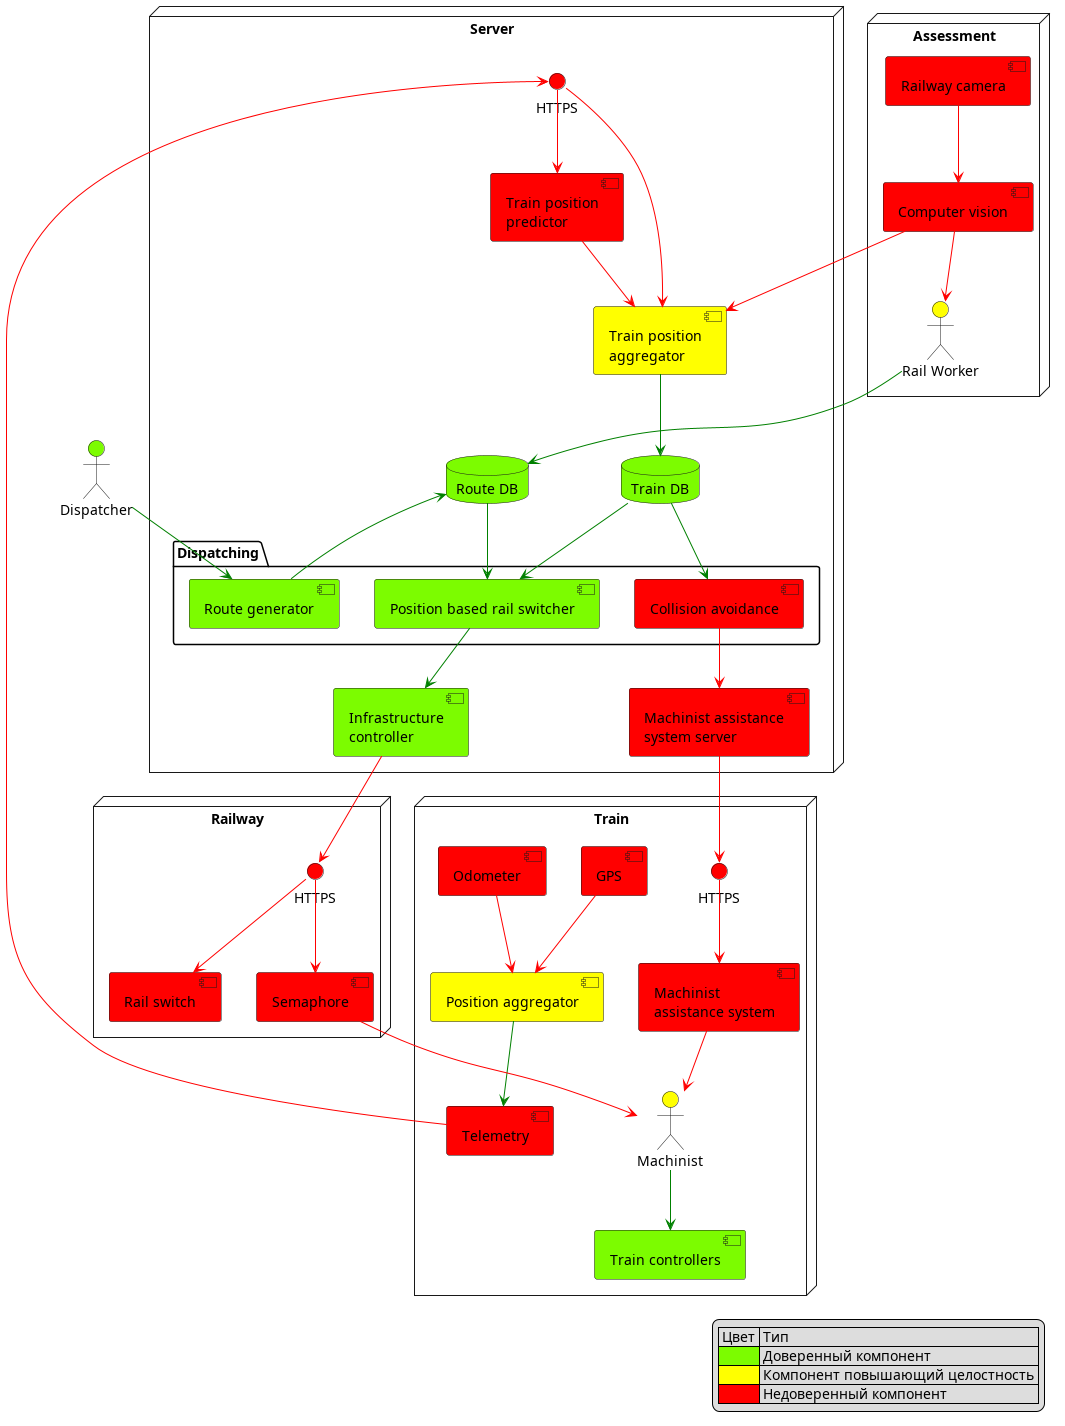 Server
Assessment
Railway camera
HTTPS
Train position
predictor
Computer vision
Train position
aggregator
Rail Worker
Dispatcher
Route DB
Train DB
Dispatching
Route generator
Position based rail switcher
Collision avoidance
Infrastructure
controller
Machinist assistance
system server
Railway
Train
Odometer
GPS
HTTPS
HTTPS
Rail switch
Semaphore
Position aggregator
Machinist
assistance system
Telemetry
Machinist
Train controllers
Цвет Тип
Доверенный компонент
Компонент повышающий целостность
Недоверенный компонент